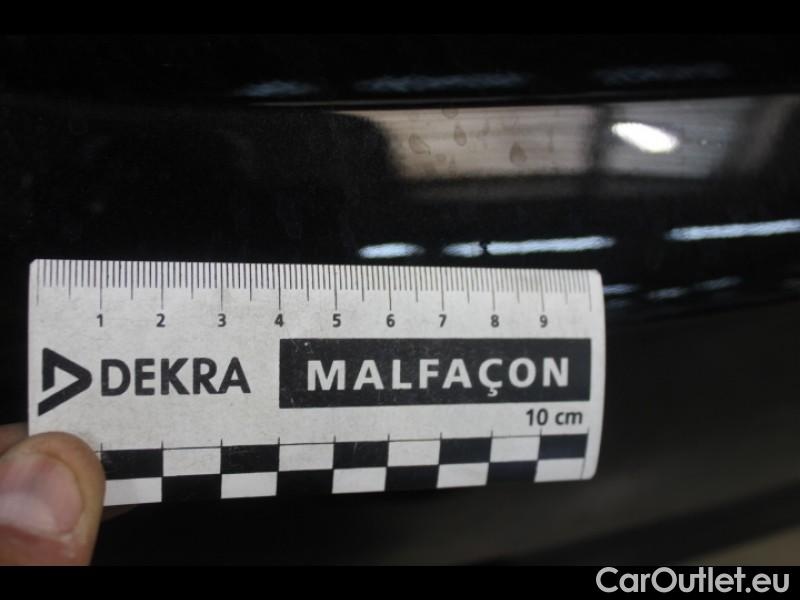 1 2 3 4 5 6 7 8 9
DEKRA MALFAÇON
10 cm
CarOutlet.eu